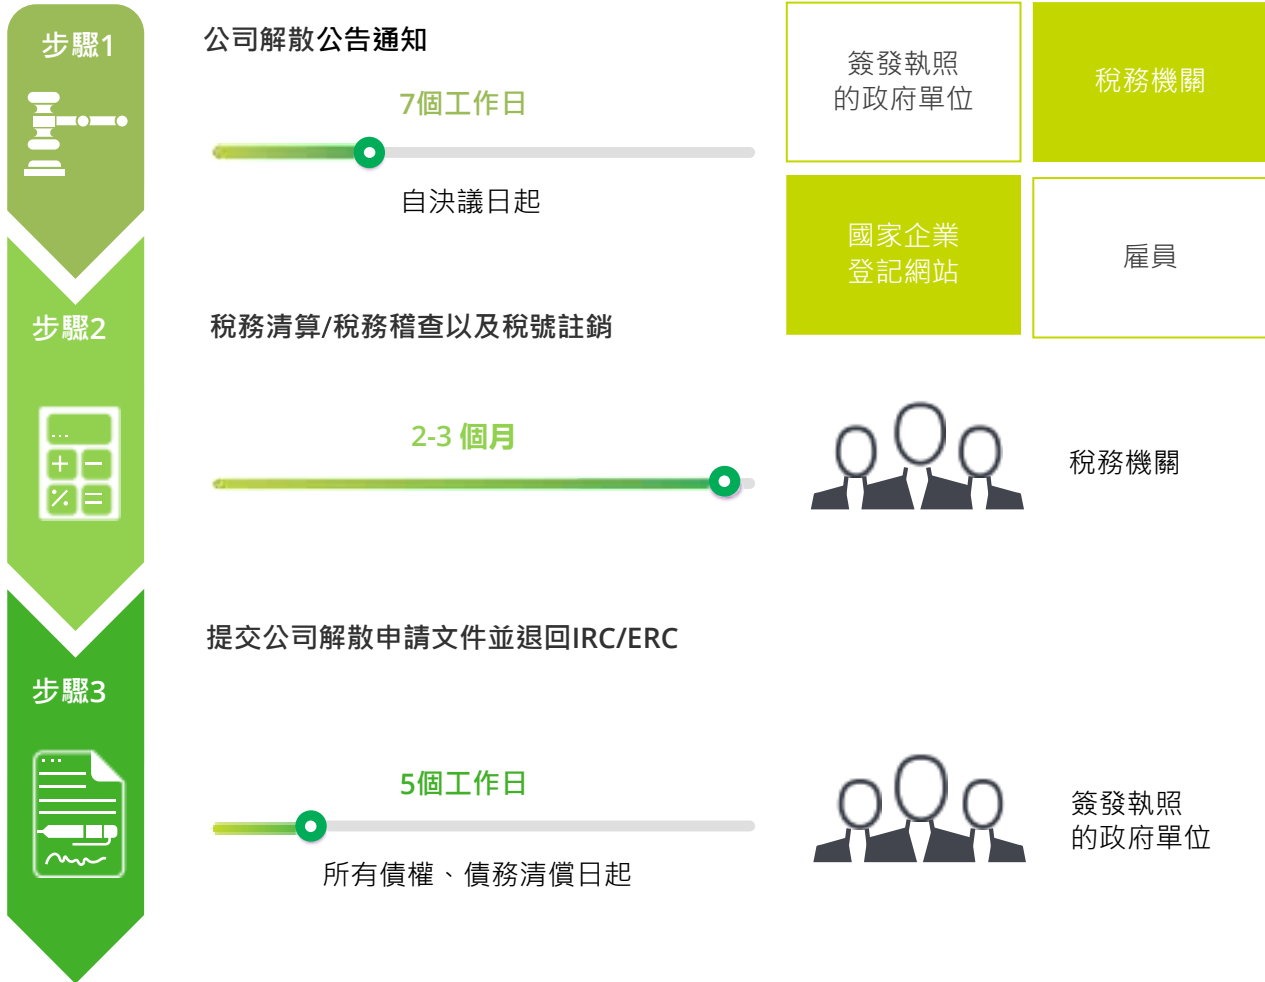 步驟1
公司解散公告通知
7個工作日
自決議日起
簽發執照
的政府單位
稅務機關
國家企業
登記網站
雇員
步驟2
稅務清算/稅務稽查以及稅號註銷
2-3 個月
稅務機關
提交公司解散申請文件並退回IRC/ERC
步驟3
5個工作日
所有債權、債務清償日起
簽發執照
的政府單位